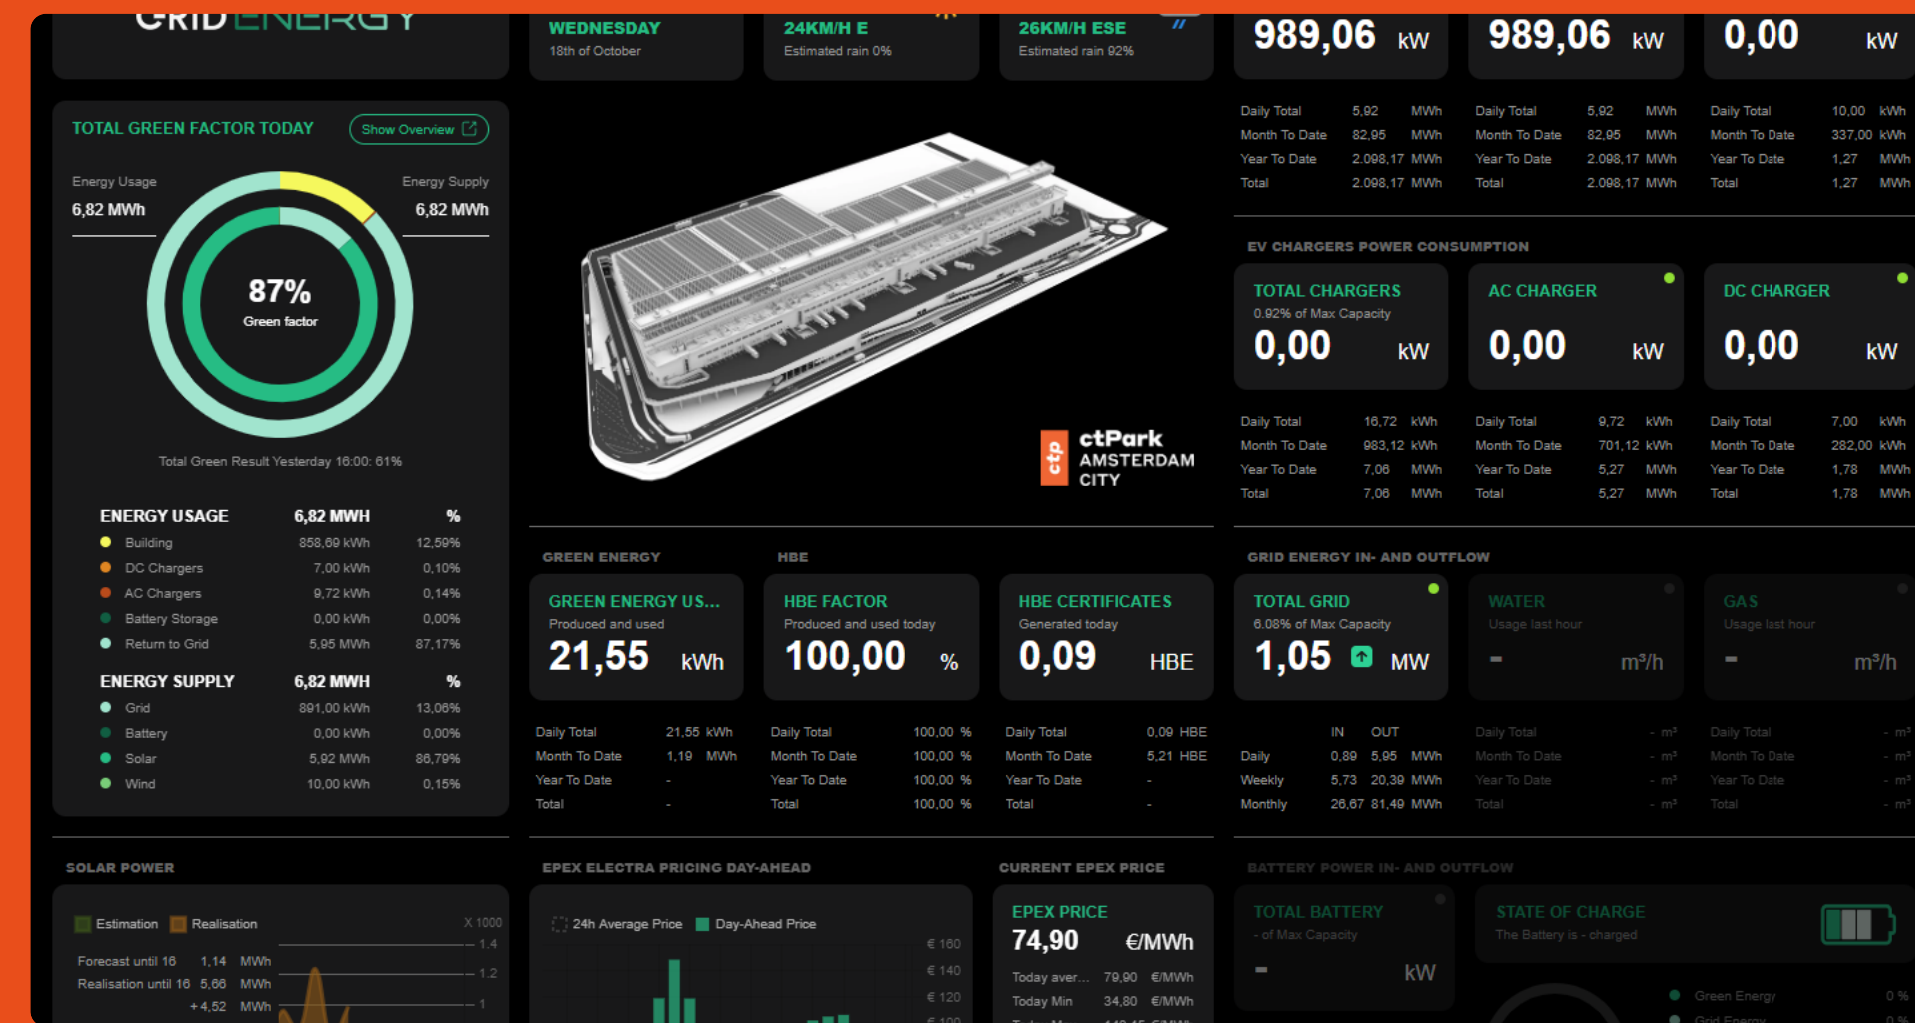 GRID ENERGY
WEDNESDAY
18th of October
24KM/H E
Estimated rain 0%
26KM/H ESE
Estimated rain 92%
989,06 kW
989,06 kW
0,00 kW
Daily Total 5,92 MWh
Month To Date 82,95 MWh
Year To Date 2.098,17 MWh
Total 2.098,17 MWh
Daily Total 5,92 MWh
Month To Date 82,95 MWh
Year To Date 2.098,17 MWh
Total 2.098,17 MWh
Daily Total 10,00 kWh
Month To Date 337,00 kWh
Year To Date 1,27 MWh
Total 1,27 MWh
TOTAL GREEN FACTOR TODAY
Show Overview
Energy Usage
6,82 MWh
Energy Supply
6,82 MWh
87%
Green factor
Total Green Result Yesterday 16:00: 61%
ENERGY USAGE 6,82 MWH %
Building 858,69 kWh 12,59%
DC Chargers 7,00 kWh 0,10%
AC Chargers 9,72 kWh 0,14%
Battery Storage 0,00 kWh 0,00%
Return to Grid 5,95 MWh 87,17%
ENERGY SUPPLY 6,82 MWH %
Grid 891,00 kWh 13,06%
Battery 0,00 kWh 0,00%
Solar 5,92 MWh 86,79%
Wind 10,00 kWh 0,15%
ctp
ctPark
AMSTERDAM
CITY
EV CHARGERS POWER CONSUMPTION
TOTAL CHARGERS
0.92% of Max Capacity
0,00 kW
AC CHARGER
0,00 kW
DC CHARGER
0,00 kW
Daily Total 16,72 kWh
Month To Date 983,12 kWh
Year To Date 7,06 MWh
Total 7,06 MWh
Daily Total 9,72 kWh
Month To Date 701,12 kWh
Year To Date 5,27 MWh
Total 5,27 MWh
Daily Total 7,00 kWh
Month To Date 282,00 kWh
Year To Date 1,78 MWh
Total 1,78 MWh
GREEN ENERGY
GREEN ENERGY US...
Produced and used
21,55 kWh
Daily Total 21,55 kWh
Month To Date 1,19 MWh
Year To Date -
Total -
HBE
HBE FACTOR
Produced and used today
100,00 %
Daily Total 100,00 %
Month To Date 100,00 %
Year To Date 100,00 %
Total 100,00 %
HBE CERTIFICATES
Generated today
0,09 HBE
Daily Total 0,09 HBE
Month To Date 5,21 HBE
Year To Date -
Total -
GRID ENERGY IN- AND OUTFLOW
TOTAL GRID
6.08% of Max Capacity
1,05 MW
IN OUT
Daily 0,89 5,95 MWh
Weekly 5,73 20,39 MWh
Monthly 26,67 81,49 MWh
WATER
Usage last hour
- m³/h
Daily Total - m³
Month To Date - m³
Year To Date - m³
Total - m³
GAS
Usage last hour
- m³/h
Daily Total - m³
Month To Date - m³
Year To Date - m³
Total - m³
SOLAR POWER
Estimation Realisation X 1000
1.4
1.2
1
Forecast until 16 1,14 MWh
Realisation until 16 5,66 MWh
+4,52 MWh
EPEX ELECTRA PRICING DAY-AHEAD
24h Average Price Day-Ahead Price
€ 160
€ 140
€ 120
€ 100
CURRENT EPEX PRICE
EPEX PRICE
74,90 €/MWh
Today aver... 79,90 €/MWh
Today Min 34,80 €/MWh
BATTERY POWER IN- AND OUTFLOW
TOTAL BATTERY
- of Max Capacity
- kW
STATE OF CHARGE
The Battery is - charged
Green Energy 0 %
Grid Energy 0 %